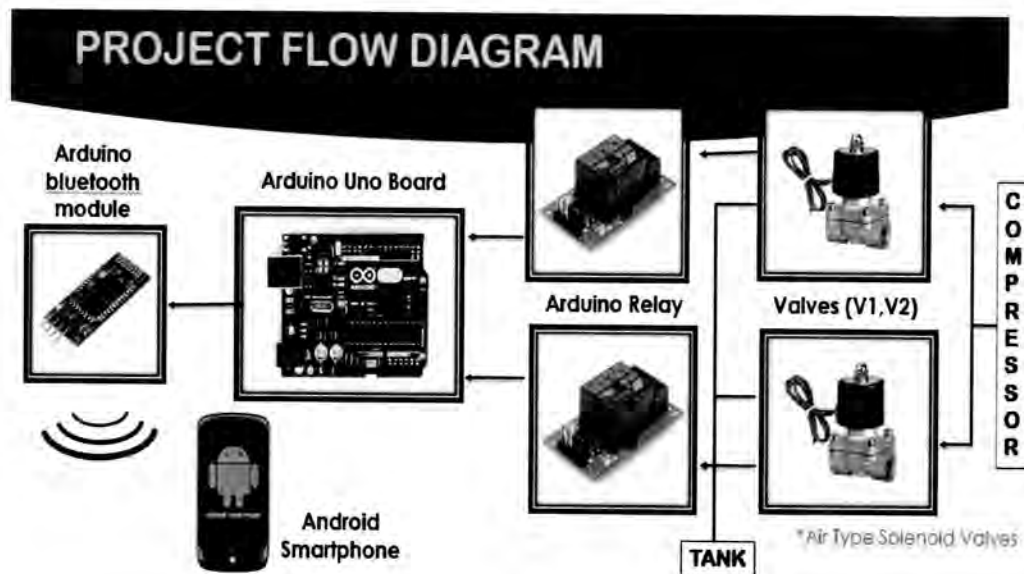 PROJECT FLOW DIAGRAM
Arduino
bluetooth
module
Arduino Uno Board
Arduino Relay
Valves (V1,V2)
COMPRESSOR
Android
Smartphone
TANK
*Air Type Solenoid Valves